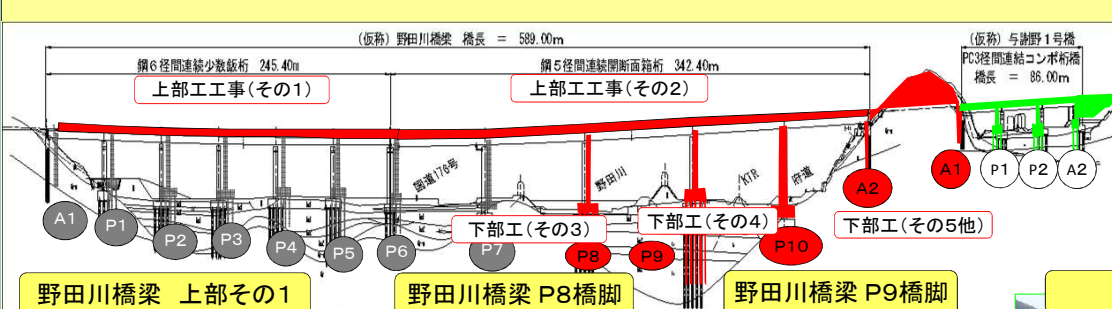 (仮称) 野田川橋梁 橋長 = 589.00m
(仮称) 与謝野1号橋
鋼6径間連続少数鈑桁 245.40m
鋼5径間連続開断面箱桁 342.40m
PC3径間連結コンポ桁橋
橋長 = 86.00m
上部工工事(その1)
上部工工事(その2)
国道176号
野田川
KTR
府道
A1
P1
P2
P3
P4
P5
P6
P7
P8
P9
P10
A2
A1
P1
P2
A2
下部工(その3)
下部工(その4)
下部工(その5他)
野田川橋梁 上部その1
野田川橋梁 P8橋脚
野田川橋梁 P9橋脚